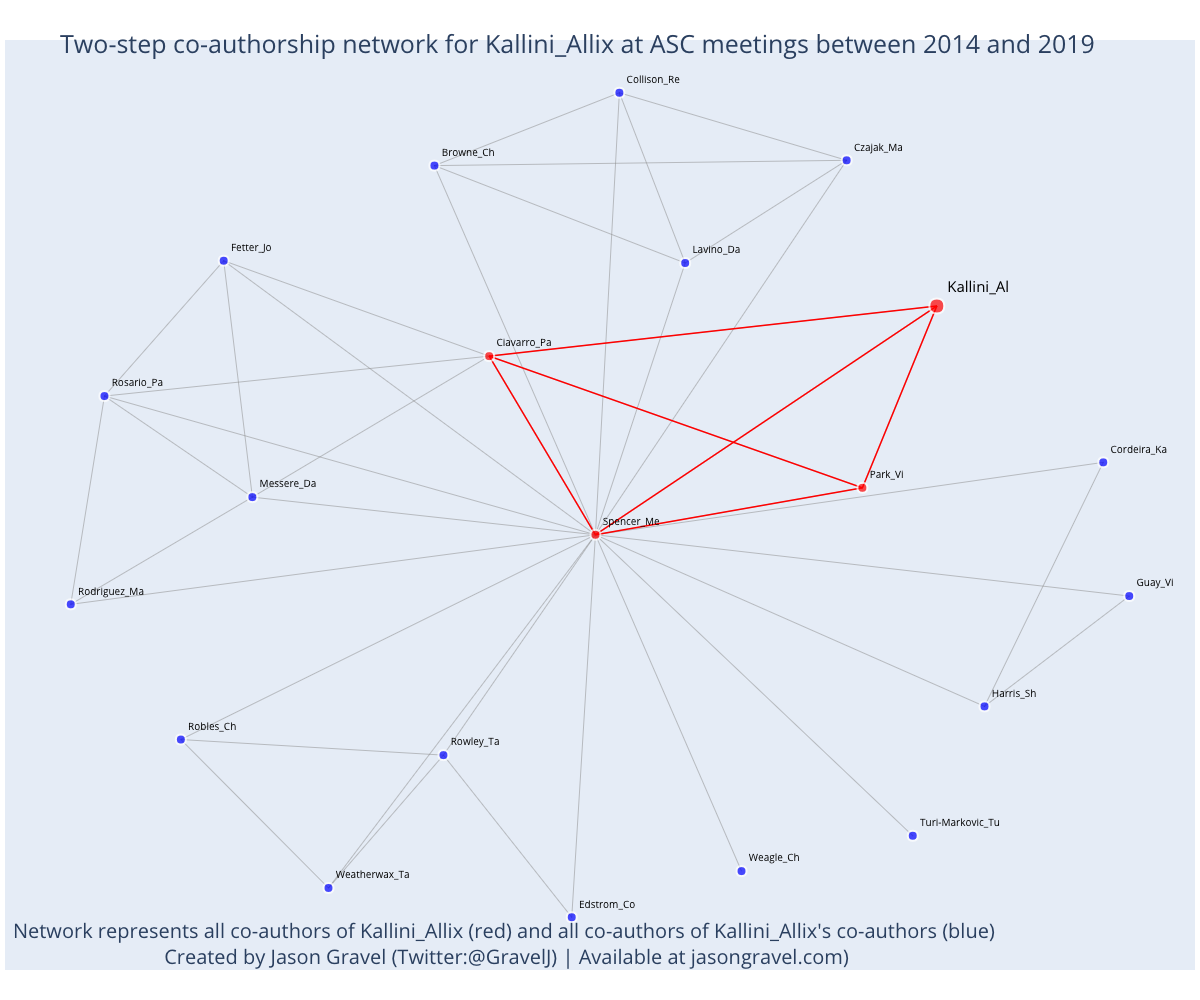 Two-step co-authorship network for Kallini_Allix at ASC meetings between 2014 and 2019
Collison_Re
Browne_Ch
Czajak_Ma
Fetter_Jo
Lavino_Da
Kallini_Al
Ciavarro_Pa
Rosario_Pa
Cordeira_Ka
Park_Vi
Messere_Da
Spencer_Me
Guay_Vi
Rodriguez_Ma
Harris_Sh
Robles_Ch
Rowley_Ta
Turi-Markovic_Tu
Weagle_Ch
Weatherwax_Ta
Edstrom_Co
Network represents all co-authors of Kallini_Allix (red) and all co-authors of Kallini_Allix's co-authors (blue)
Created by Jason Gravel (Twitter:@GravelJ) | Available at jasongravel.com)